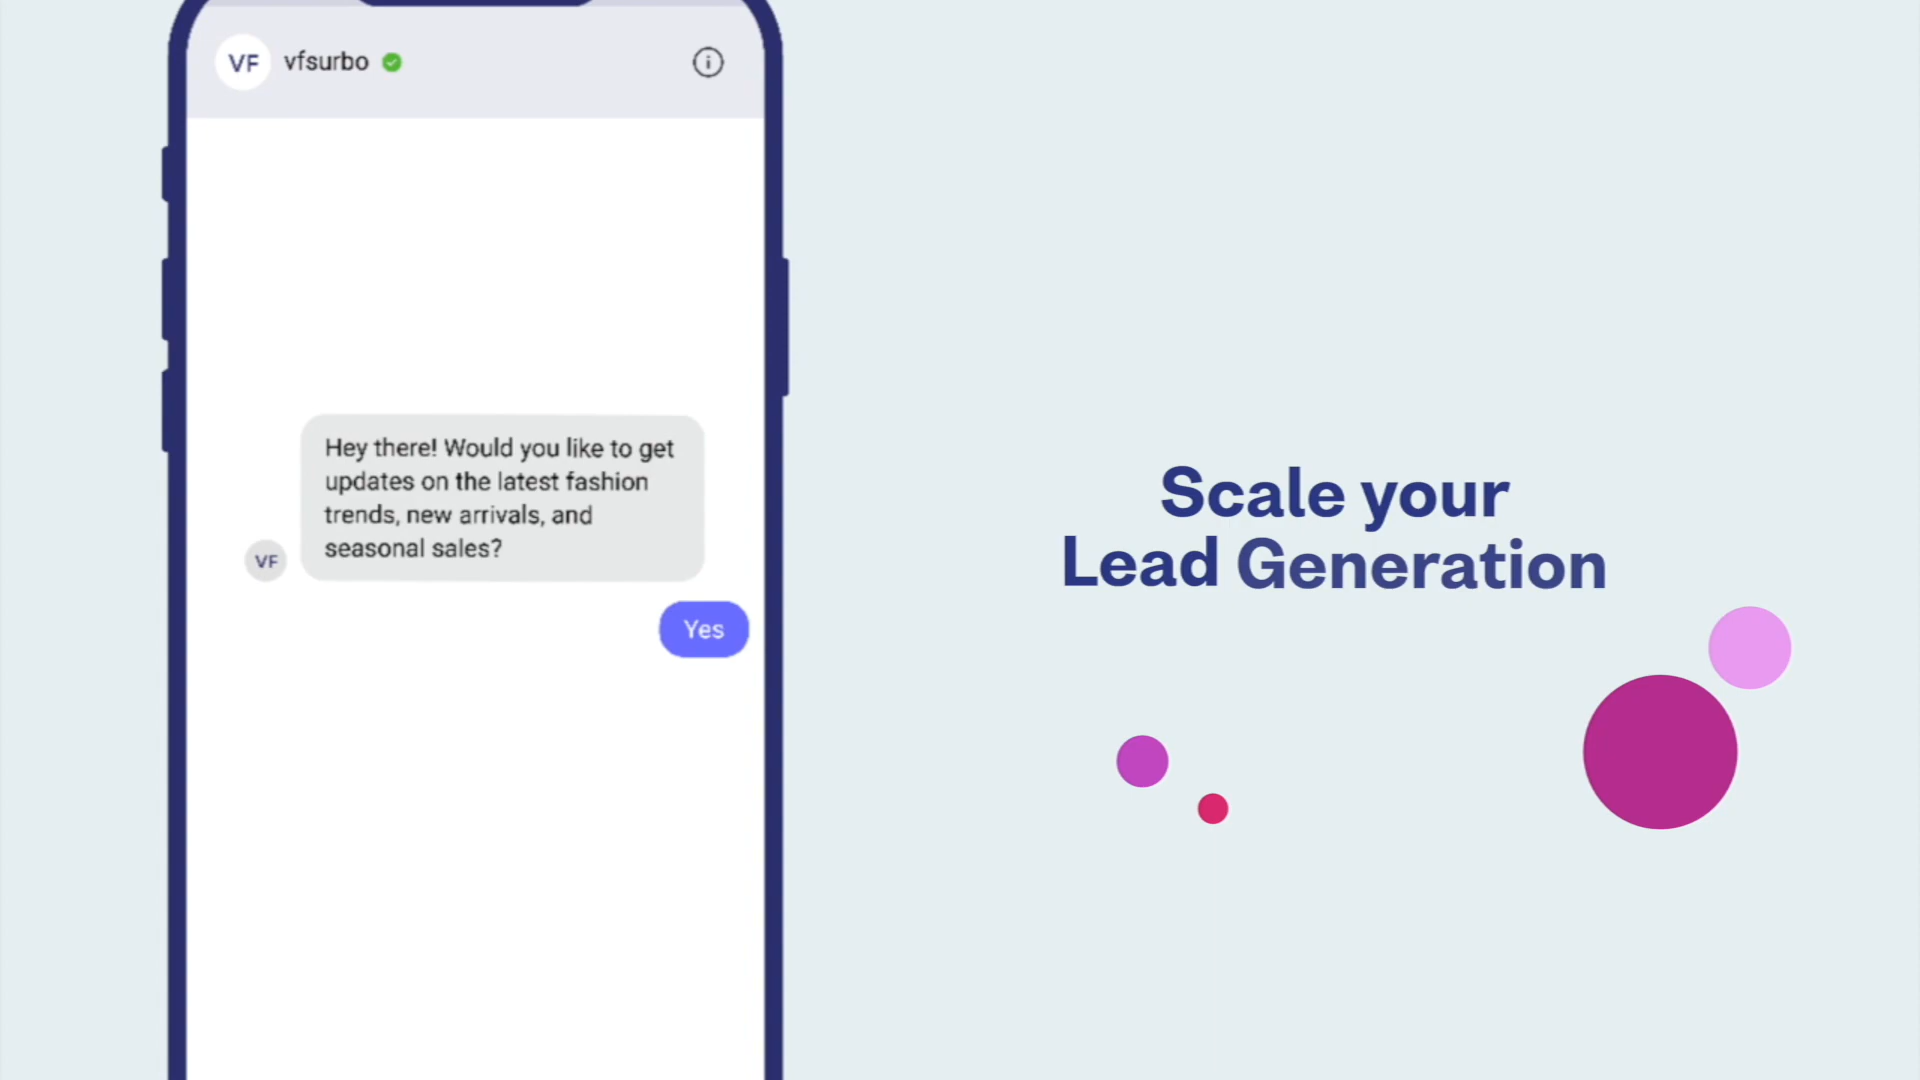 VF vfsurbo
Hey there! Would you like to get
updates on the latest fashion
trends, new arrivals, and
seasonal sales?
VF
Yes
Scale your
Lead Generation